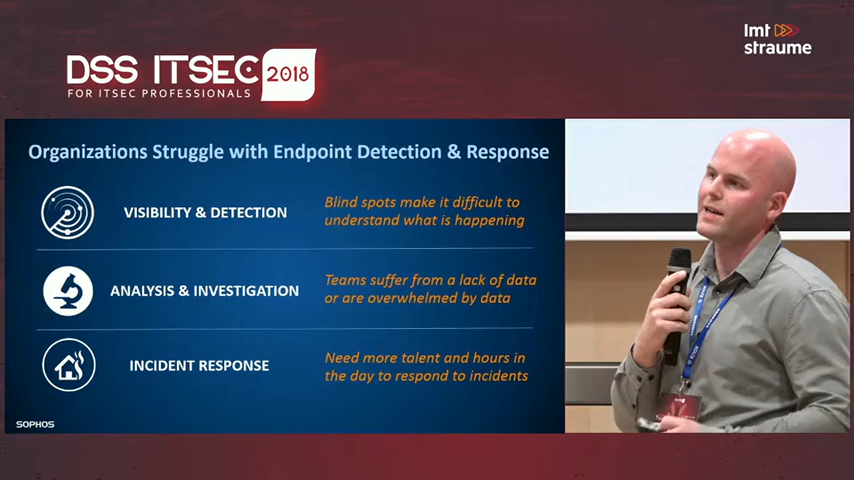 lmt
straume
DSS ITSEC 2018
FOR ITSEC PROFESSIONALS
Organizations Struggle with Endpoint Detection & Response
VISIBILITY & DETECTION
Blind spots make it difficult to
understand what is happening
ANALYSIS & INVESTIGATION
Teams suffer from a lack of data
or are overwhelmed by data
INCIDENT RESPONSE
Need more talent and hours in
the day to respond to incidents
SOPHOS